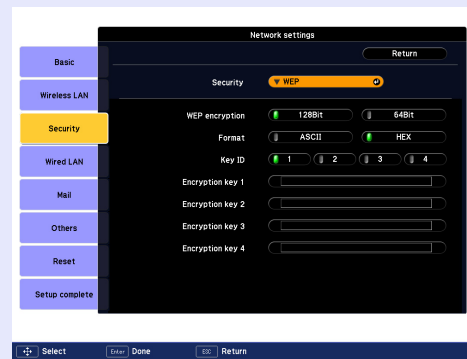 Network settings
Return
Basic
Wireless LAN
Security
Wired LAN
Mail
Others
Reset
Setup complete
Security WEP
WEP encryption 128Bit 64Bit
Format ASCII HEX
Key ID 1 2 3 4
Encryption key 1
Encryption key 2
Encryption key 3
Encryption key 4
Select Enter Done ESC Return